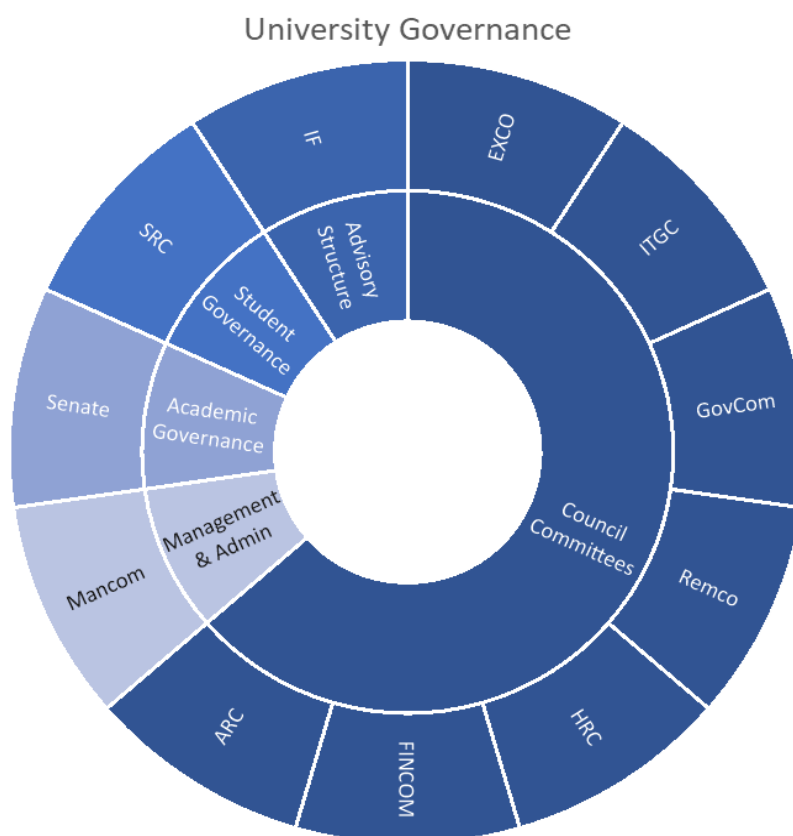 University Governance
EXCO
ITGC
GovCom
Remco
HRC
FINCOM
ARC
Mancom
Senate
SRC
IF
Council
Committees
Management
& Admin
Academic
Governance
Student
Governance
Advisory
Structure